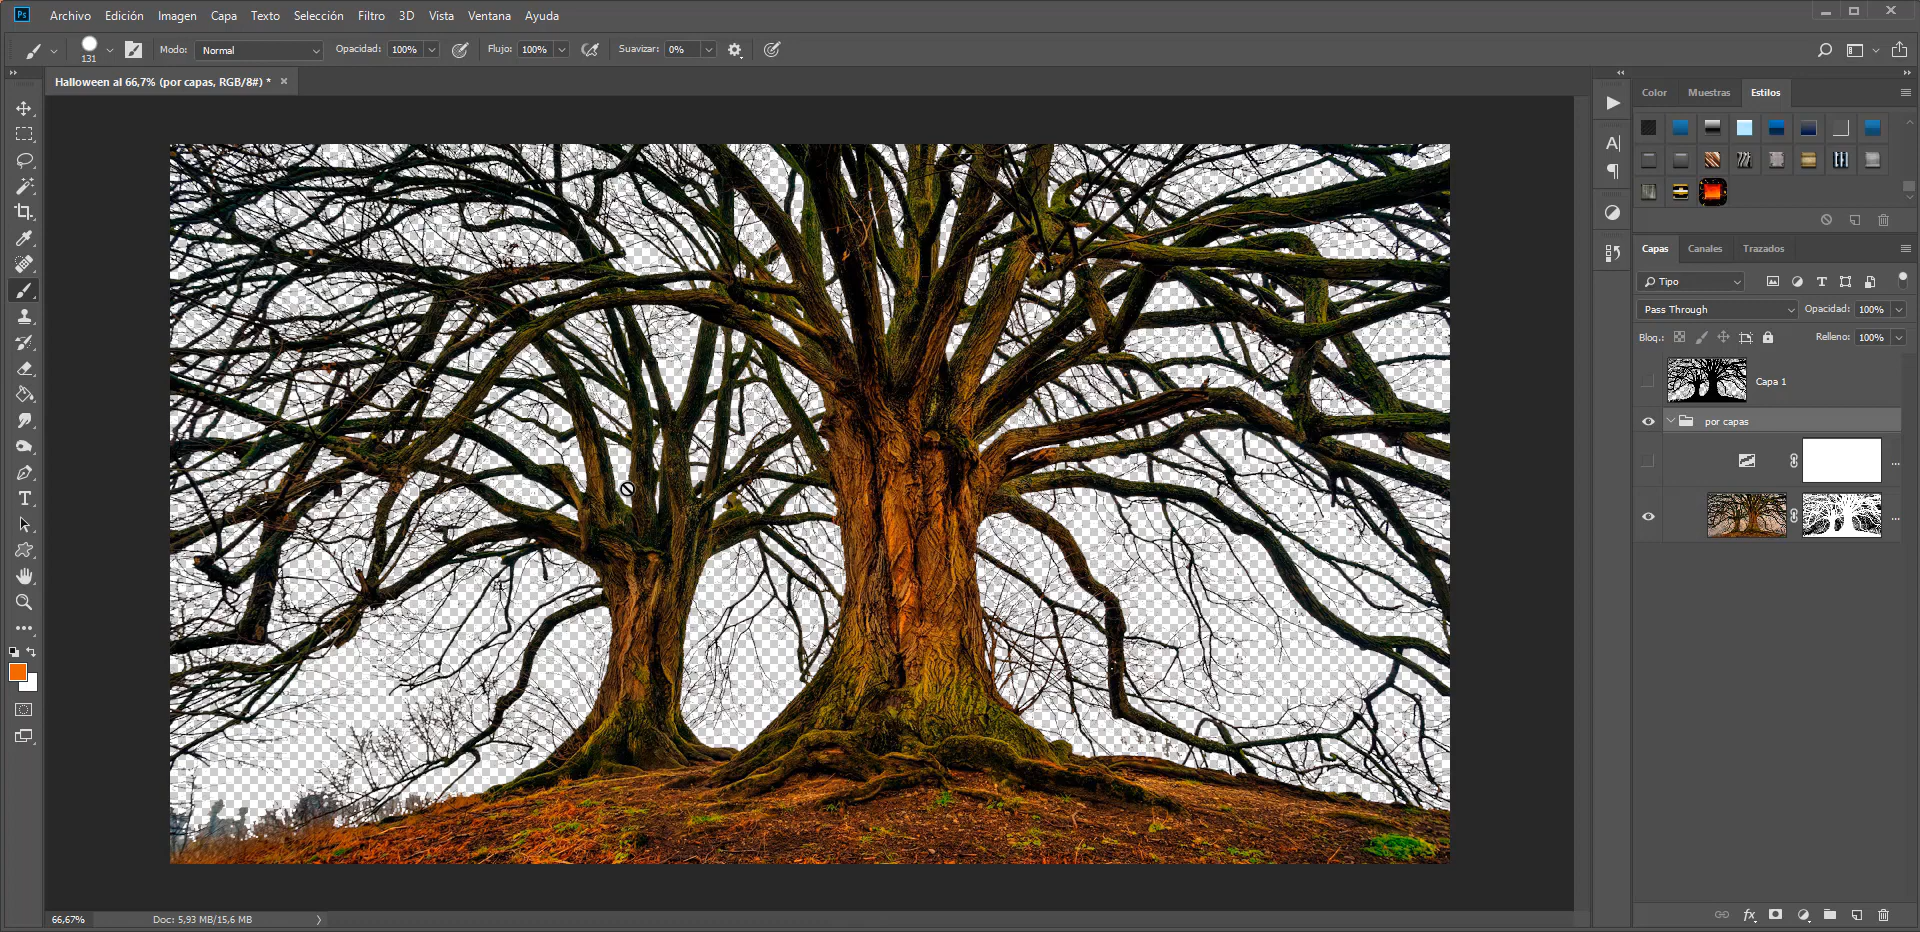 Ps Archivo Edición Imagen Capa Texto Selección Filtro 3D Vista Ventana Ayuda
131 Modo: Normal Opacidad: 100% Flujo: 100% Suavizar: 0%
Halloween al 66,7% (por capas, RGB/8#) * ×
Color Muestras Estilos
Capas Canales Trazados
Tipo
Pass Through Opacidad: 100%
Bloq.: Relleno: 100%
Capa 1
por capas
...
...
66,67% Doc: 5,93 MB/15,6 MB